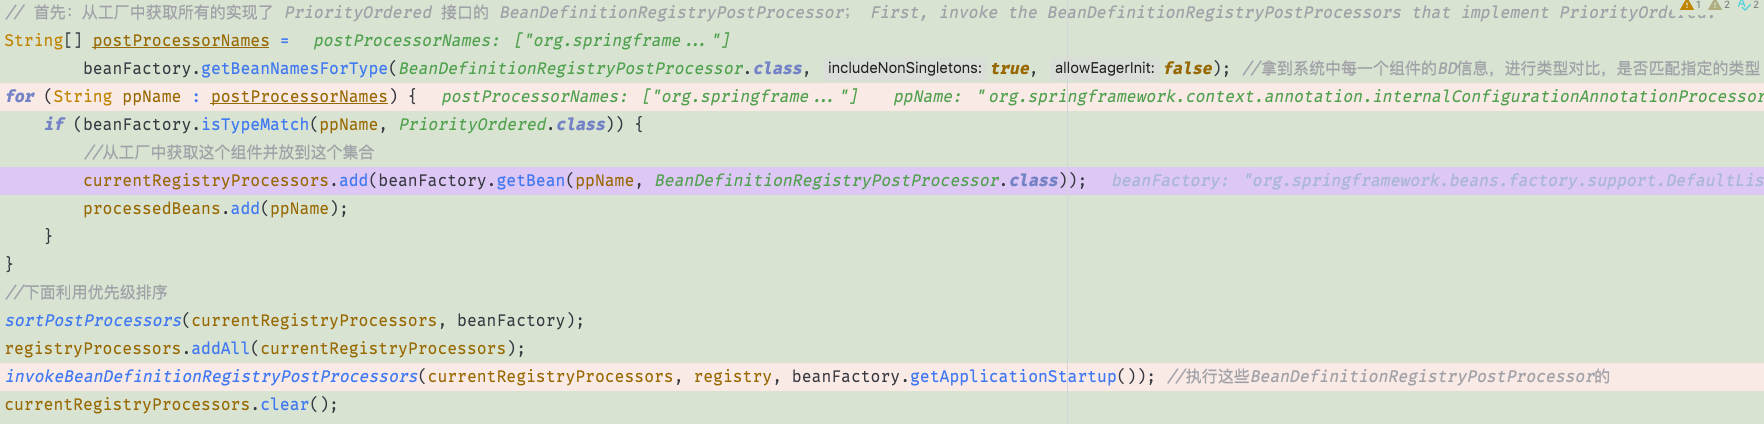 // 首先：从工厂中获取所有的实现了 PriorityOrdered 接口的 BeanDefinitionRegistryPostProcessor； First, invoke the BeanDefinitionRegistryPostProcessors that implement PriorityOrdered. 1 2 2
String[] postProcessorNames = postProcessorNames: ["org.springframe..."]
beanFactory.getBeanNamesForType(BeanDefinitionRegistryPostProcessor.class, includeNonSingletons: true, allowEagerInit: false); //拿到系统中每一个组件的BD信息，进行类型对比，是否匹配指定的类型
for (String ppName : postProcessorNames) { postProcessorNames: ["org.springframe..."] ppName: "org.springframework.context.annotation.internalConfigurationAnnotationProcessor
if (beanFactory.isTypeMatch(ppName, PriorityOrdered.class)) {
//从工厂中获取这个组件并放到这个集合
currentRegistryProcessors.add(beanFactory.getBean(ppName, BeanDefinitionRegistryPostProcessor.class)); beanFactory: "org.springframework.beans.factory.support.DefaultLis
processedBeans.add(ppName);
}
}
//下面利用优先级排序
sortPostProcessors(currentRegistryProcessors, beanFactory);
registryProcessors.addAll(currentRegistryProcessors);
invokeBeanDefinitionRegistryPostProcessors(currentRegistryProcessors, registry, beanFactory.getApplicationStartup()); //执行这些BeanDefinitionRegistryPostProcessor的
currentRegistryProcessors.clear();